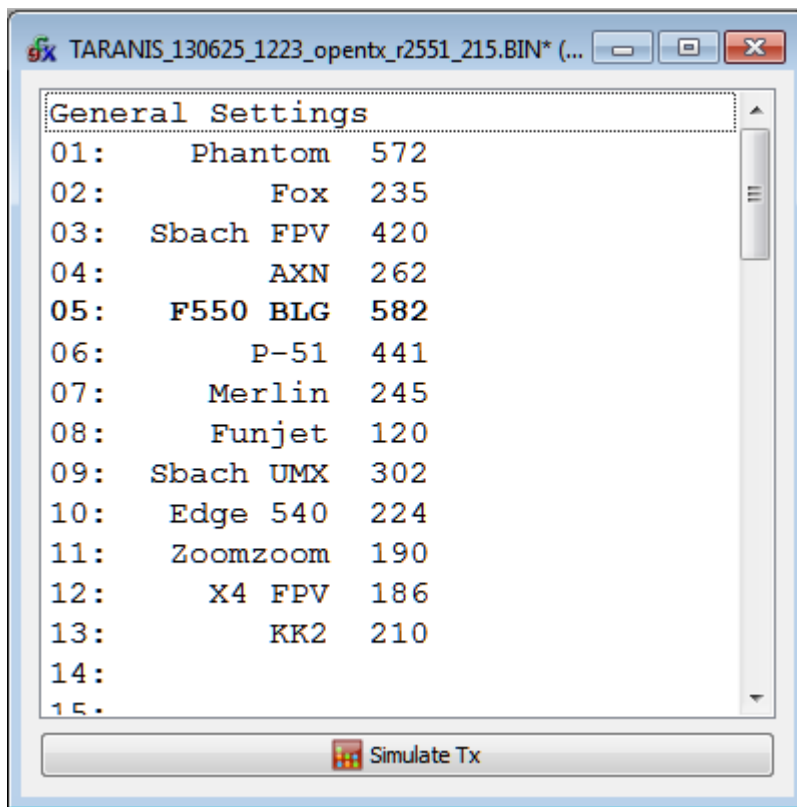 TARANIS_130625_1223_opentx_r2551_215.BIN* (...
General Settings
01: Phantom 572
02: Fox 235
03: Sbach FPV 420
04: AXN 262
05: F550 BLG 582
06: P-51 441
07: Merlin 245
08: Funjet 120
09: Sbach UMX 302
10: Edge 540 224
11: Zoomzoom 190
12: X4 FPV 186
13: KK2 210
14:
15:
Simulate Tx